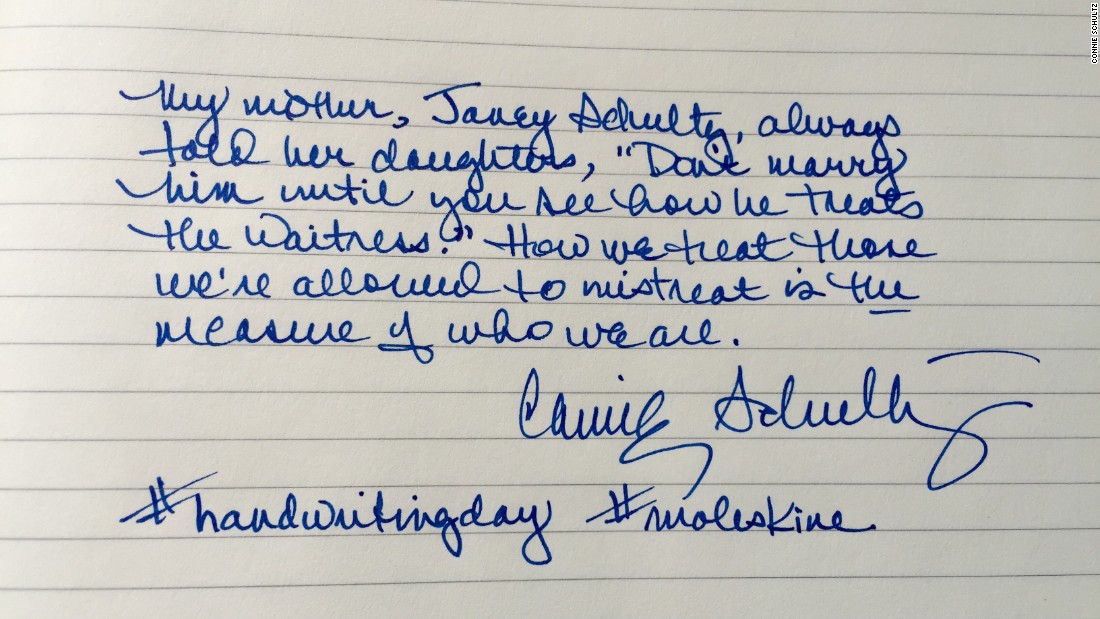 My mother, Janey Schultz, always
told her daughters, "Don't marry
him until you see how he treats
the waitress." How we treat those
we're allowed to mistreat is the
measure of who we are.
Connie Schultz
#handwritingday #moleskine
CONNIE SCHULTZ